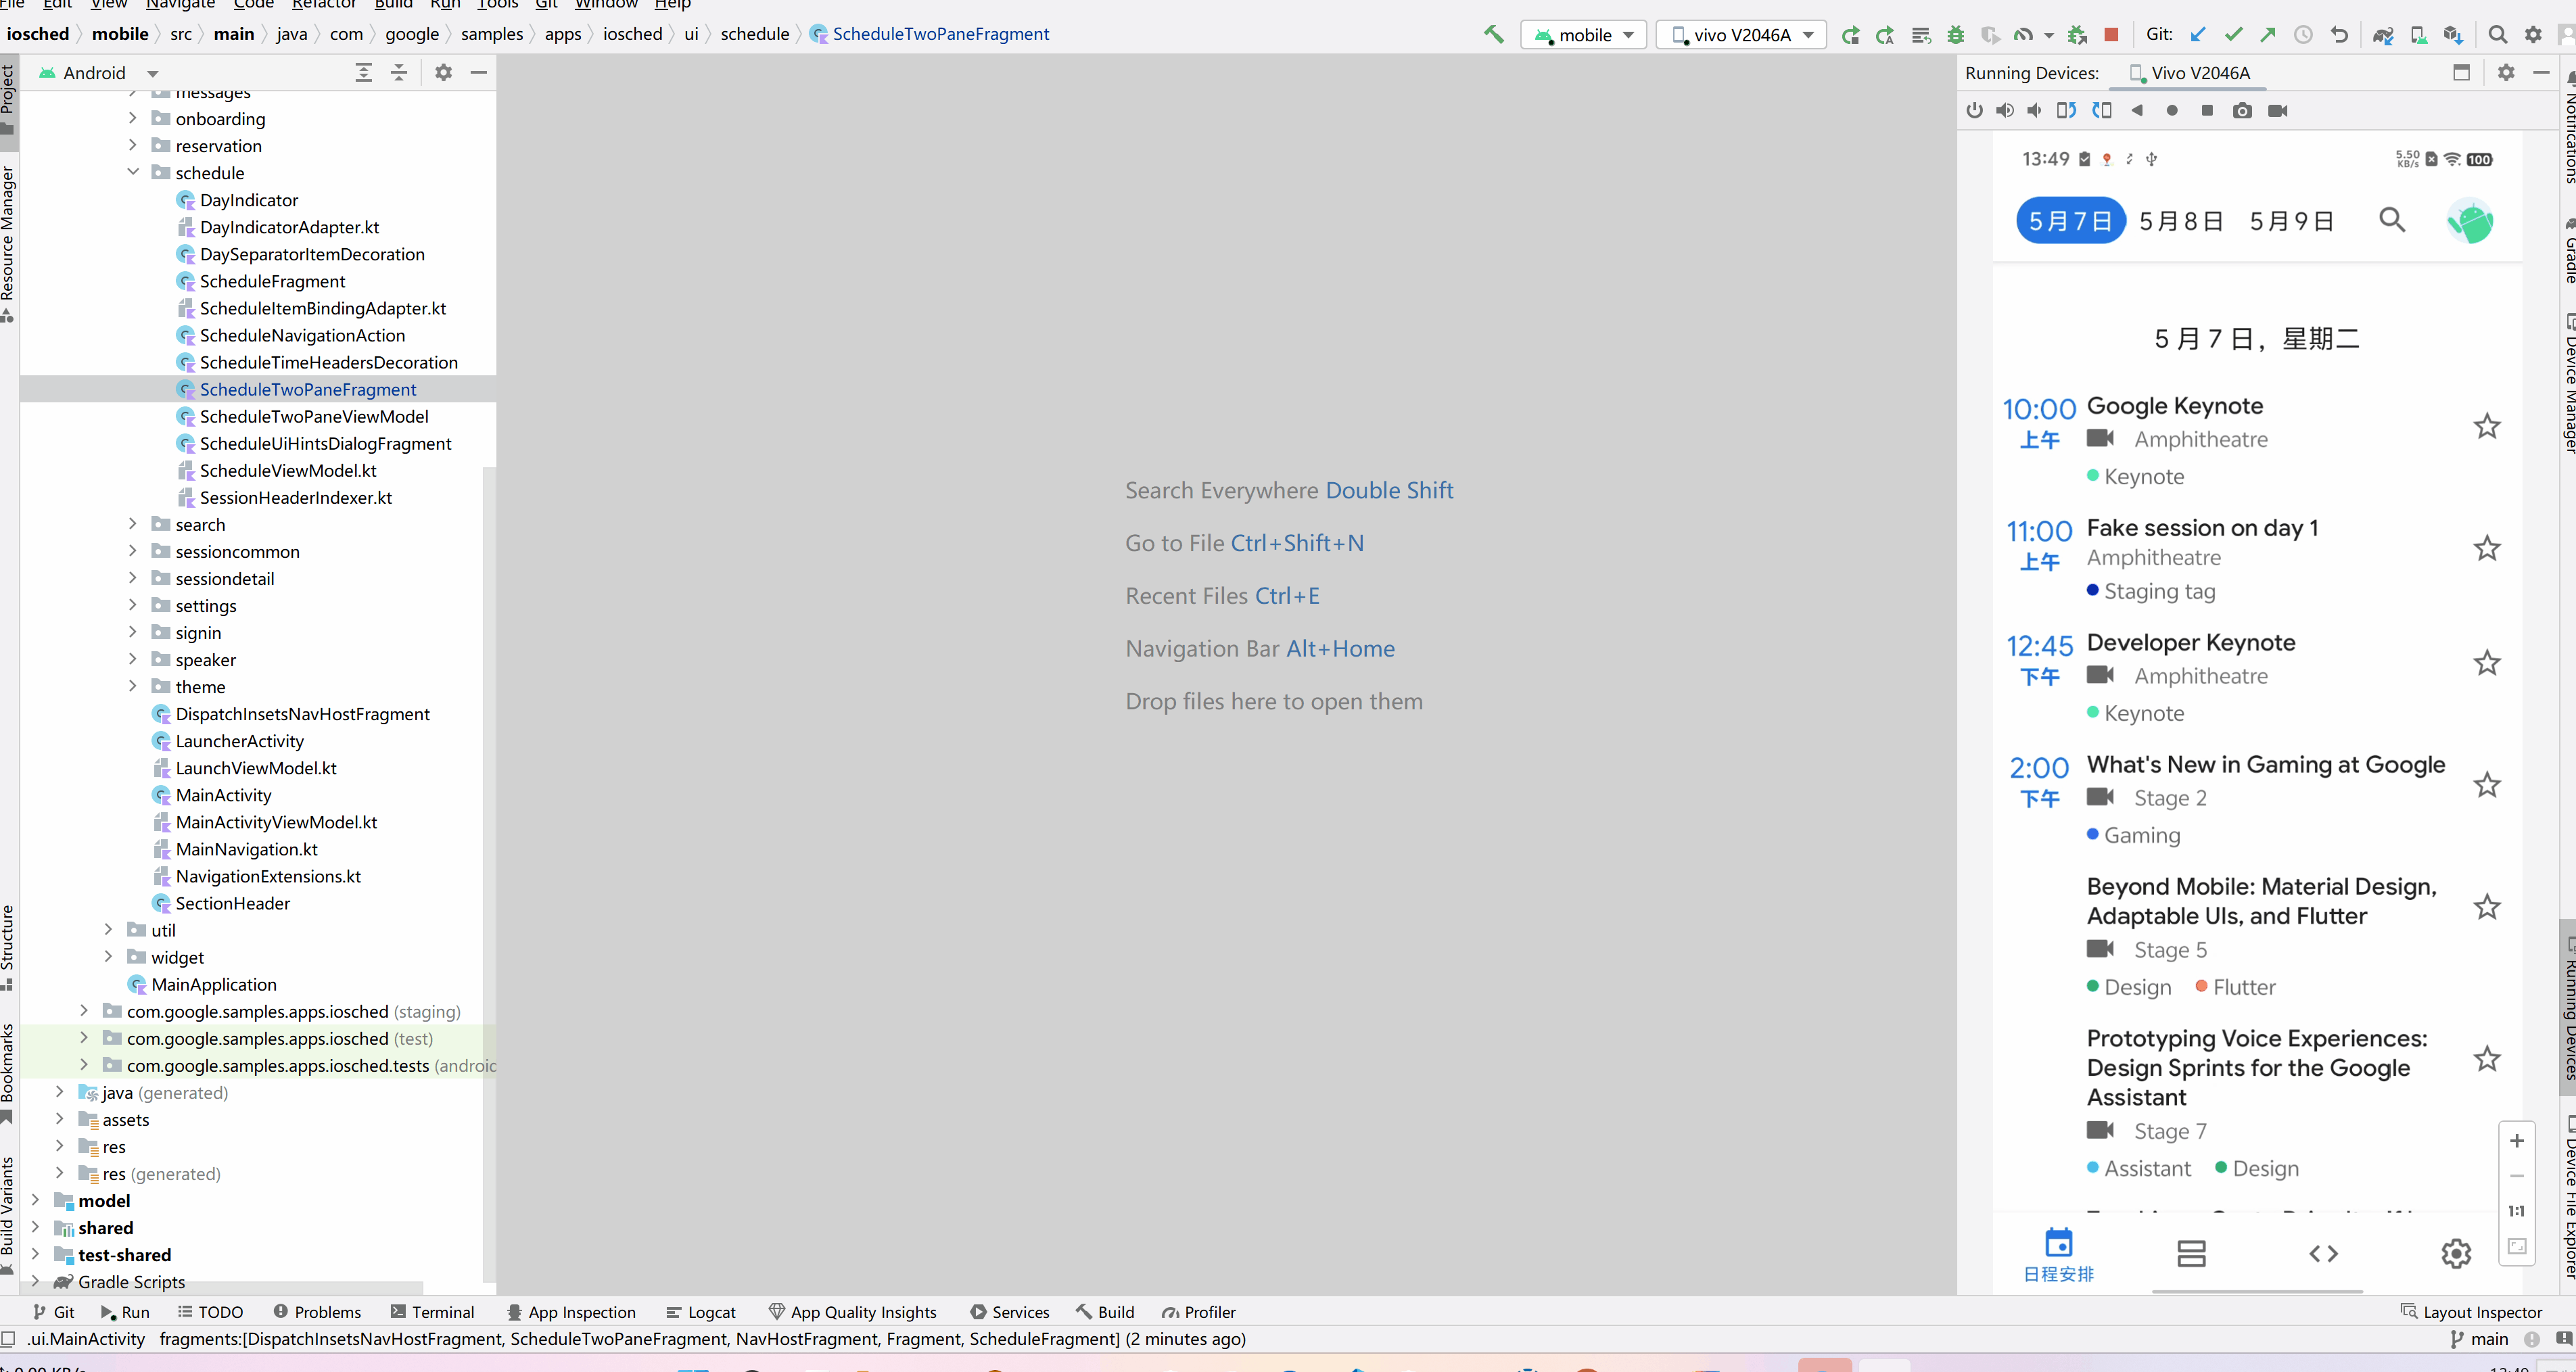 File Edit View Navigate Code Refactor Build Run Tools Git Window Help
iosched mobile src main java com google samples apps iosched ui schedule ScheduleTwoPaneFragment
mobile vivo V2046A Git:
Project
Resource Manager
Structure
Bookmarks
Build Variants
Android
messages
onboarding
reservation
schedule
DayIndicator
DayIndicatorAdapter.kt
DaySeparatorItemDecoration
ScheduleFragment
ScheduleItemBindingAdapter.kt
ScheduleNavigationAction
ScheduleTimeHeadersDecoration
ScheduleTwoPaneFragment
ScheduleTwoPaneViewModel
ScheduleUiHintsDialogFragment
ScheduleViewModel.kt
SessionHeaderIndexer.kt
search
sessioncommon
sessiondetail
settings
signin
speaker
theme
DispatchInsetsNavHostFragment
LauncherActivity
LaunchViewModel.kt
MainActivity
MainActivityViewModel.kt
MainNavigation.kt
NavigationExtensions.kt
SectionHeader
util
widget
MainApplication
com.google.samples.apps.iosched (staging)
com.google.samples.apps.iosched (test)
com.google.samples.apps.iosched.tests (android
java (generated)
assets
res
res (generated)
model
shared
test-shared
Gradle Scripts
Search Everywhere Double Shift
Go to File Ctrl+Shift+N
Recent Files Ctrl+E
Navigation Bar Alt+Home
Drop files here to open them
Running Devices: Vivo V2046A
13:49 5.50 KB/s 100
5月7日 5月8日 5月9日
5 月 7 日，星期二
10:00 Google Keynote
上午 Amphitheatre
Keynote
11:00 Fake session on day 1
上午 Amphitheatre
Staging tag
12:45 Developer Keynote
下午 Amphitheatre
Keynote
2:00 What's New in Gaming at Google
下午 Stage 2
Gaming
Beyond Mobile: Material Design,
Adaptable UIs, and Flutter
Stage 5
Design Flutter
Prototyping Voice Experiences:
Design Sprints for the Google
Assistant
Stage 7
Assistant Design
1:1
日程安排
Notifications
Gradle
Device Manager
Running Devices
Device File Explorer
Git Run TODO Problems Terminal App Inspection Logcat App Quality Insights Services Build Profiler Layout Inspector
.ui.MainActivity fragments:[DispatchInsetsNavHostFragment, ScheduleTwoPaneFragment, NavHostFragment, Fragment, ScheduleFragment] (2 minutes ago) main